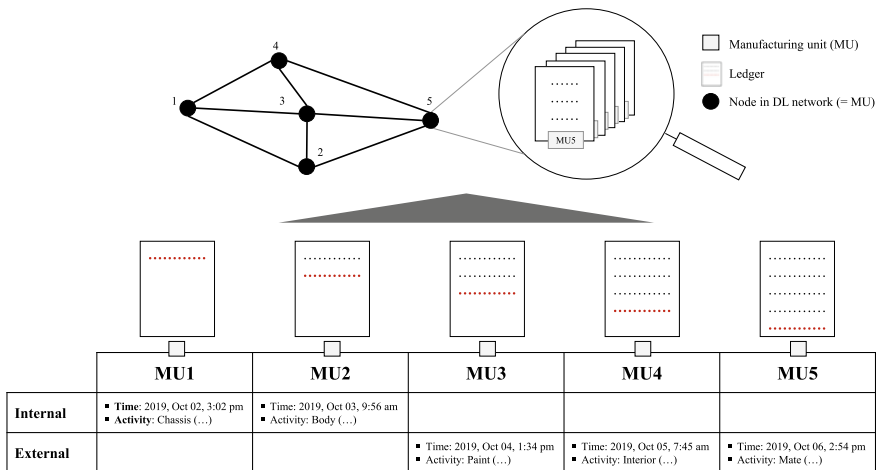 4
1
3
5
2
MU5
Manufacturing unit (MU)
Ledger
Node in DL network (= MU)
MU1 MU2 MU3 MU4 MU5
Internal
Time: 2019, Oct 02, 3:02 pm
Activity: Chassis (…)
Time: 2019, Oct 03, 9:56 am
Activity: Body (…)
External
Time: 2019, Oct 04, 1:34 pm
Activity: Paint (…)
Time: 2019, Oct 05, 7:45 am
Activity: Interior (…)
Time: 2019, Oct 06, 2:54 pm
Activity: Mate (…)